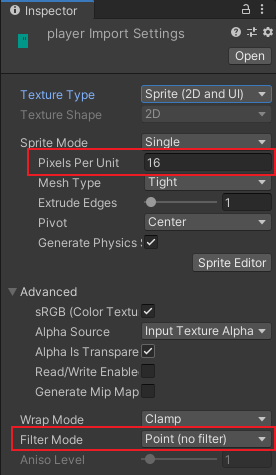 Inspector
player Import Settings
Open
Texture Type Sprite (2D and UI)
Texture Shape 2D
Sprite Mode Single
Pixels Per Unit 16
Mesh Type Tight
Extrude Edges 1
Pivot Center
Generate Physics S
Sprite Editor
Advanced
sRGB (Color Textu
Alpha Source Input Texture Alpha
Alpha Is Transpare
Read/Write Enable
Generate Mip Map
Wrap Mode Clamp
Filter Mode Point (no filter)
Aniso Level 1